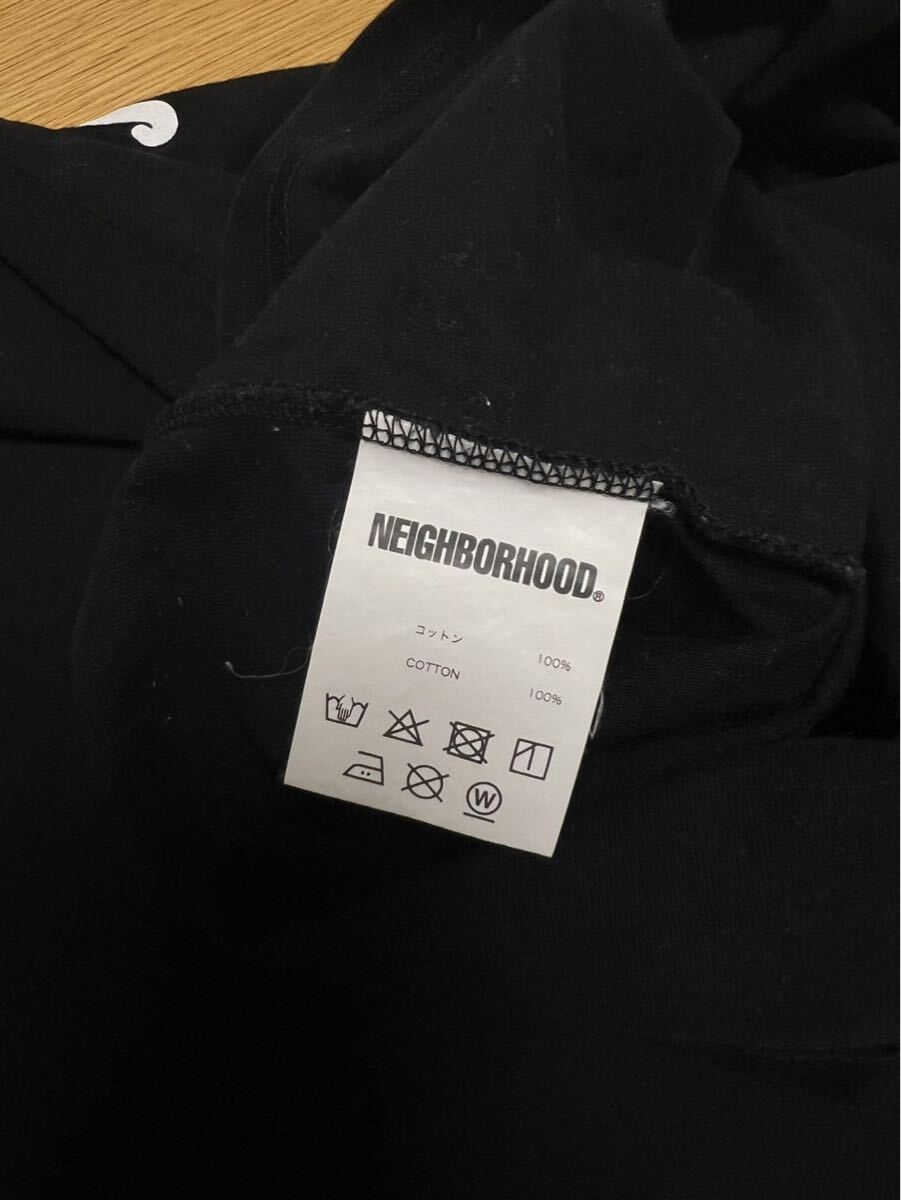 NEIGHBORHOOD®
コットン 100%
COTTON 100%
W